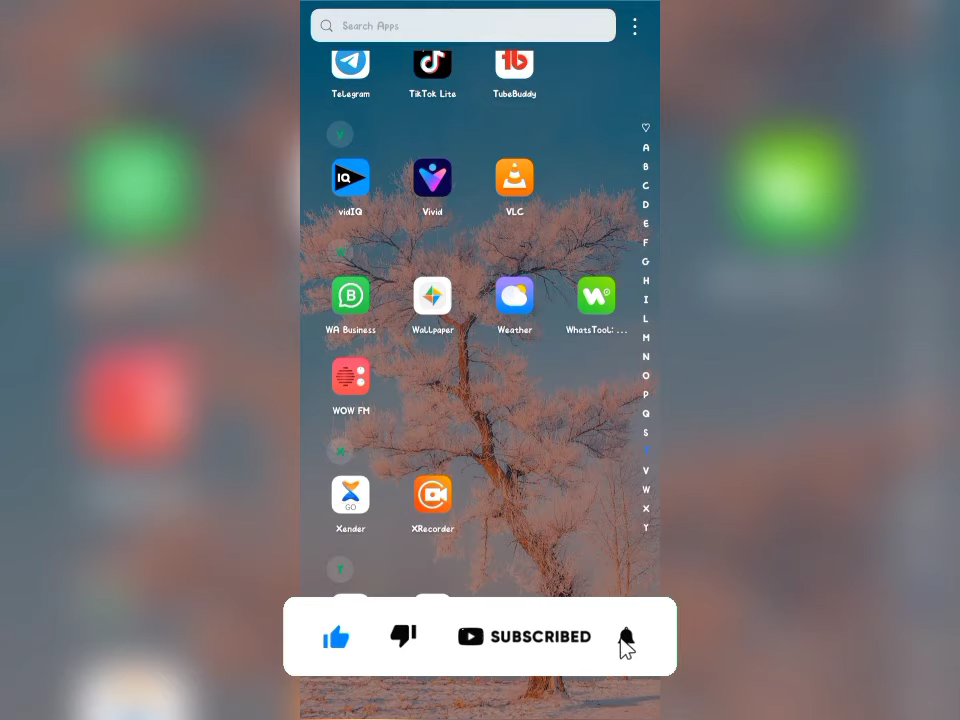 Search Apps
Telegram TikTok Lite TubeBuddy
V
IQ
vidIQ Vivid VLC
W
B
WA Business Wallpaper Weather WhatsTool: ...
WOW FM
X
GO
Xender XRecorder
Y
SUBSCRIBED
A
B
C
D
E
F
G
H
I
L
M
N
O
P
Q
S
T
V
W
X
Y